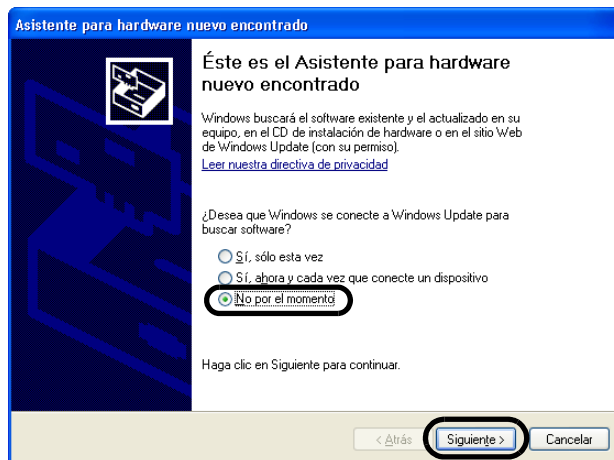 Asistente para hardware nuevo encontrado
Éste es el Asistente para hardware
nuevo encontrado
Windows buscará el software existente y el actualizado en su
equipo, en el CD de instalación de hardware o en el sitio Web
de Windows Update (con su permiso).
Leer nuestra directiva de privacidad
¿Desea que Windows se conecte a Windows Update para
buscar software?
Sí, sólo esta vez
Sí, ahora y cada vez que conecte un dispositivo
No por el momento
Haga clic en Siguiente para continuar.
< Atrás
Siguiente >
Cancelar